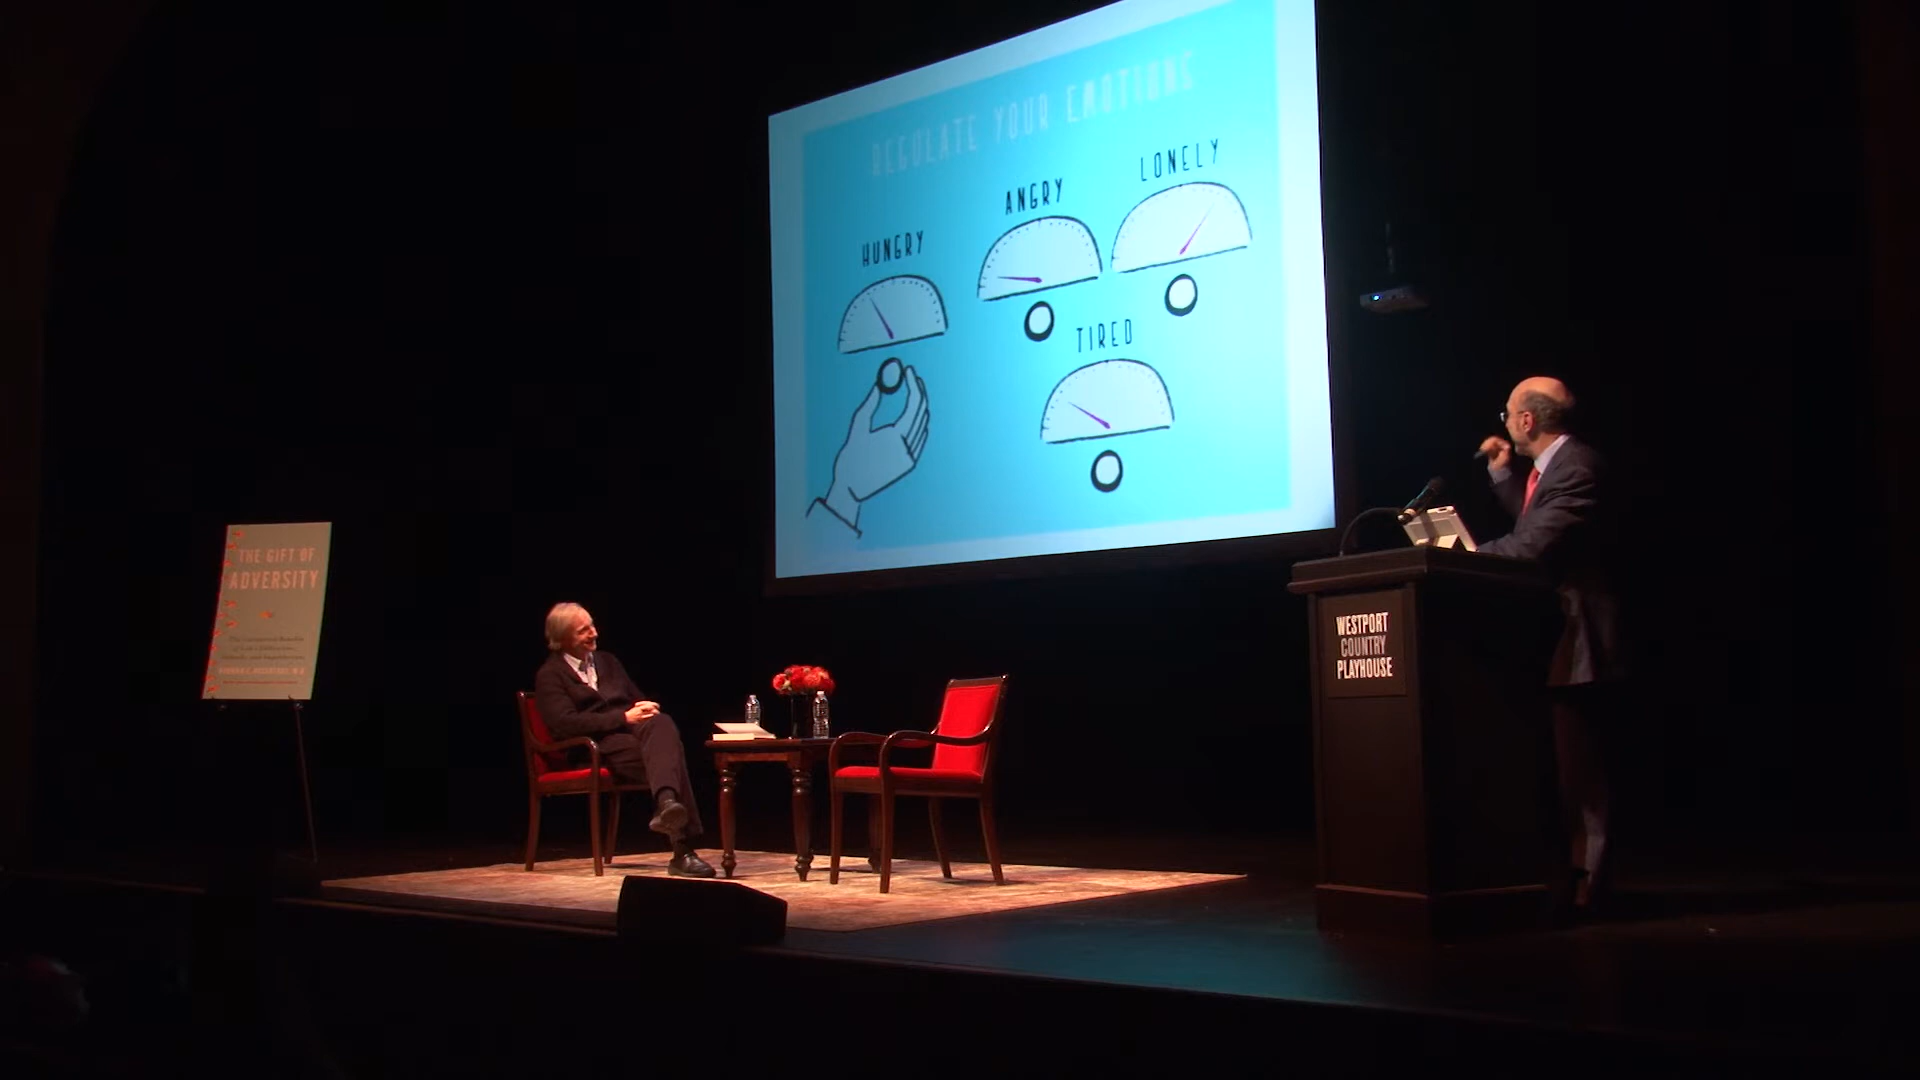 REGULATE YOUR EMOTIONS
LONELY
ANGRY
HUNGRY
TIRED
THE GIFT OF
ADVERSITY
WESTPORT
COUNTRY
PLAYHOUSE